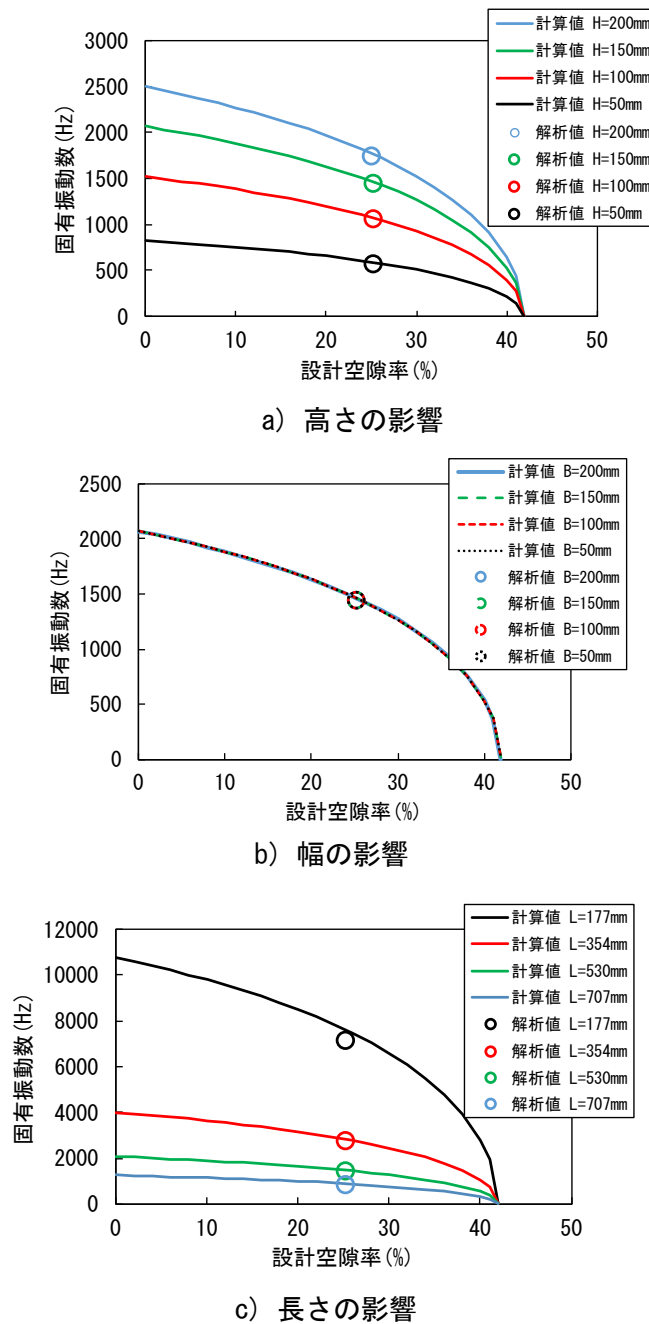 計算値 H=200mm
計算値 H=150mm
計算値 H=100mm
計算値 H=50mm
解析値 H=200mm
解析値 H=150mm
解析値 H=100mm
解析値 H=50mm
固有振動数(Hz)
3000
2500
2000
1500
1000
500
0
0 10 20 30 40 50
設計空隙率(%)
a) 高さの影響
計算値 B=200mm
計算値 B=150mm
計算値 B=100mm
計算値 B=50mm
解析値 B=200mm
解析値 B=150mm
解析値 B=100mm
解析値 B=50mm
固有振動数(Hz)
2500
2000
1500
1000
500
0
0 10 20 30 40 50
設計空隙率(%)
b) 幅の影響
計算値 L=177mm
計算値 L=354mm
計算値 L=530mm
計算値 L=707mm
解析値 L=177mm
解析値 L=354mm
解析値 L=530mm
解析値 L=707mm
固有振動数(Hz)
12000
10000
8000
6000
4000
2000
0
0 10 20 30 40 50
設計空隙率(%)
c) 長さの影響